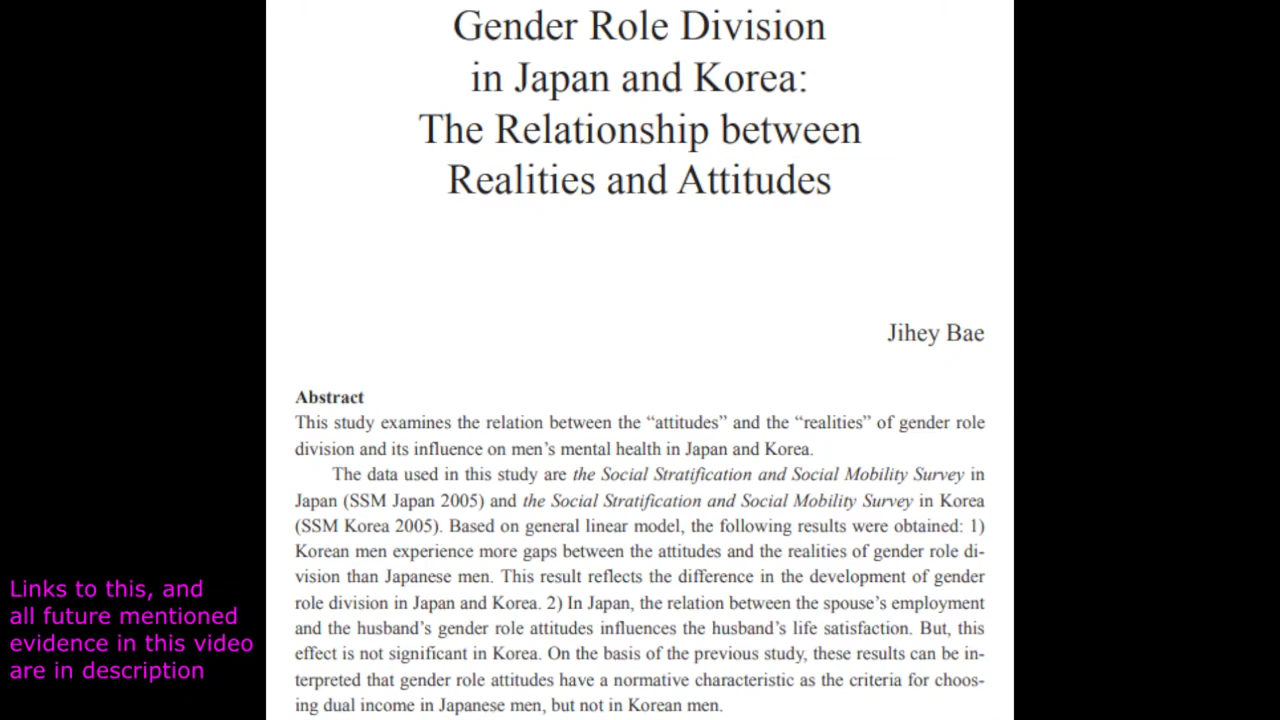 Gender Role Division
in Japan and Korea:
The Relationship between
Realities and Attitudes
Jihey Bae
Abstract
This study examines the relation between the “attitudes” and the “realities” of gender role
division and its influence on men’s mental health in Japan and Korea.
The data used in this study are the Social Stratification and Social Mobility Survey in
Japan (SSM Japan 2005) and the Social Stratification and Social Mobility Survey in Korea
(SSM Korea 2005). Based on general linear model, the following results were obtained: 1)
Korean men experience more gaps between the attitudes and the realities of gender role di-
vision than Japanese men. This result reflects the difference in the development of gender
role division in Japan and Korea. 2) In Japan, the relation between the spouse’s employment
and the husband’s gender role attitudes influences the husband’s life satisfaction. But, this
effect is not significant in Korea. On the basis of the previous study, these results can be in-
terpreted that gender role attitudes have a normative characteristic as the criteria for choos-
ing dual income in Japanese men, but not in Korean men.
Links to this, and
all future mentioned
evidence in this video
are in description